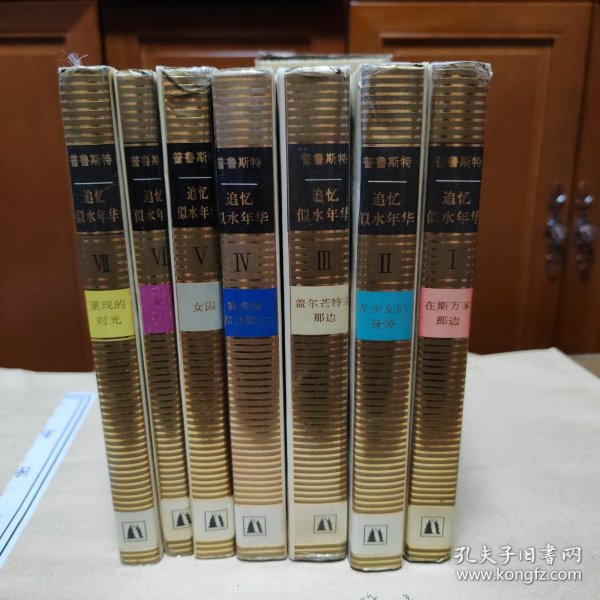 普鲁斯特
追忆
似水年华
VII
重现的
时光
普鲁斯
追忆
似水年华
VI
女
普鲁斯
追忆
似水年华
V
女囚
普鲁斯特
追忆
似水年华
IV
普鲁斯特
追忆
似水年华
III
盖尔芒特家
那边
普鲁斯特
追忆
似水年华
II
在少女们
身旁
鲁斯特
追忆
似水年华
I
在斯万家
那边
孔夫子旧书网
www.kongfz.com